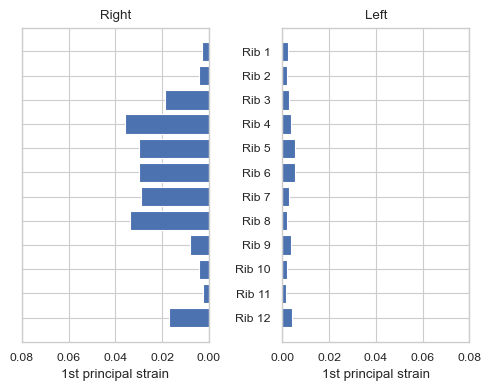 Right Left
Rib 1
Rib 2
Rib 3
Rib 4
Rib 5
Rib 6
Rib 7
Rib 8
Rib 9
Rib 10
Rib 11
Rib 12
0.08 0.06 0.04 0.02 0.00 0.00 0.02 0.04 0.06 0.08
1st principal strain 1st principal strain